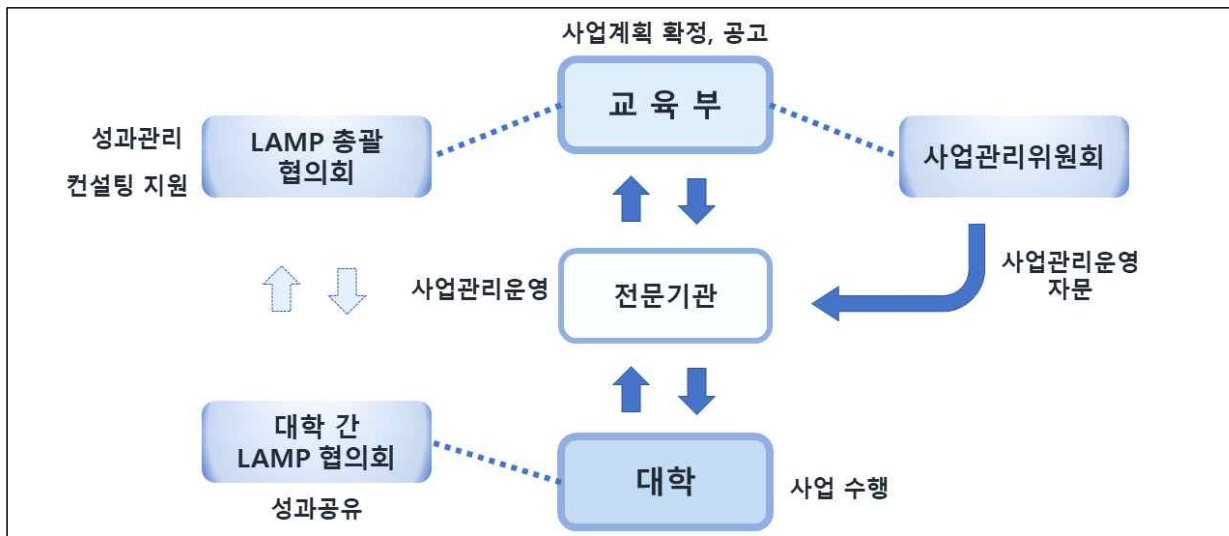 사업계획 확정, 공고
교 육 부
성과관리
컨설팅 지원
LAMP 총괄
협의회
사업관리위원회
사업관리운영
전문기관
사업관리운영
자문
대학 간
LAMP 협의회
성과공유
대학
사업 수행